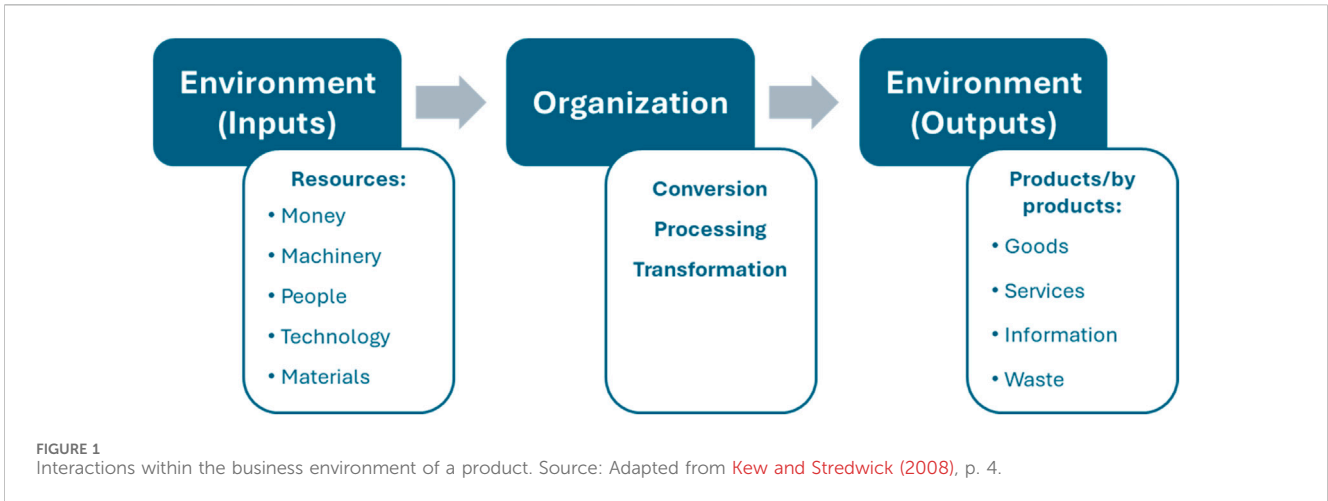 Environment
(Inputs)
Resources:
• Money
• Machinery
• People
• Technology
• Materials
Organization
Conversion
Processing
Transformation
Environment
(Outputs)
Products/by
products:
• Goods
• Services
• Information
• Waste
FIGURE 1
Interactions within the business environment of a product. Source: Adapted from Kew and Stredwick (2008), p. 4.